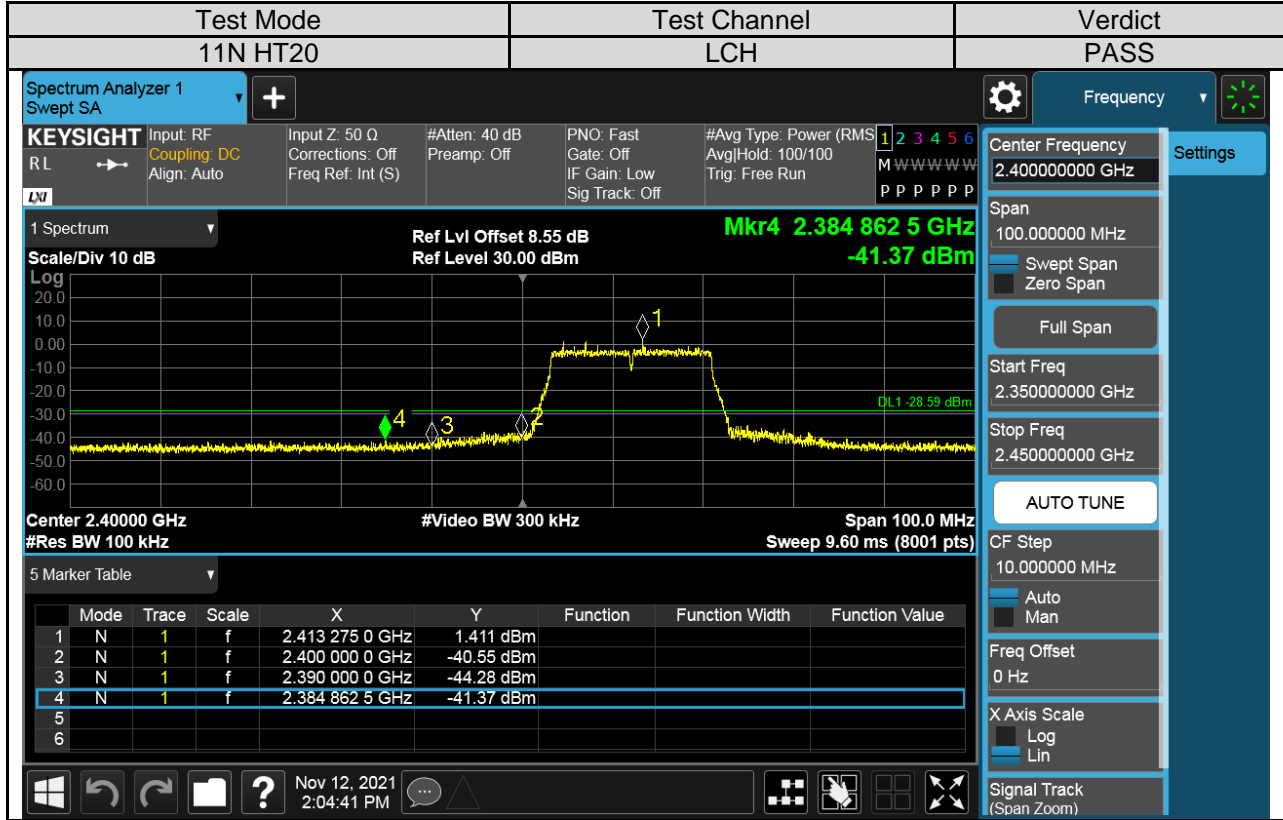 Test Mode Test Channel Verdict
11N HT20 LCH PASS
Spectrum Analyzer 1
Swept SA
+
Frequency
KEYSIGHT
R L
LXI
Input: RF
Coupling: DC
Align: Auto
Input Z: 50 Ω
Corrections: Off
Freq Ref: Int (S)
#Atten: 40 dB
Preamp: Off
PNO: Fast
Gate: Off
IF Gain: Low
Sig Track: Off
#Avg Type: Power (RMS
Avg|Hold: 100/100
Trig: Free Run
1 2 3 4 5 6
M W W W W W
P P P P P P
1 Spectrum
Scale/Div 10 dB
Ref Lvl Offset 8.55 dB
Ref Level 30.00 dBm
Mkr4 2.384 862 5 GHz
-41.37 dBm
Log
20.0
10.0
0.00
-10.0
-20.0
-30.0
-40.0
-50.0
-60.0
1
DL1 -28.59 dBm
4
3
2
Center 2.40000 GHz
#Res BW 100 kHz
#Video BW 300 kHz
Span 100.0 MHz
Sweep 9.60 ms (8001 pts)
5 Marker Table
Mode Trace Scale X Y Function Function Width Function Value
1 N 1 f 2.413 275 0 GHz 1.411 dBm
2 N 1 f 2.400 000 0 GHz -40.55 dBm
3 N 1 f 2.390 000 0 GHz -44.28 dBm
4 N 1 f 2.384 862 5 GHz -41.37 dBm
5
6
?
Nov 12, 2021
2:04:41 PM
Center Frequency
2.400000000 GHz
Settings
Span
100.000000 MHz
Swept Span
Zero Span
Full Span
Start Freq
2.350000000 GHz
Stop Freq
2.450000000 GHz
AUTO TUNE
CF Step
10.000000 MHz
Auto
Man
Freq Offset
0 Hz
X Axis Scale
Log
Lin
Signal Track
(Span Zoom)